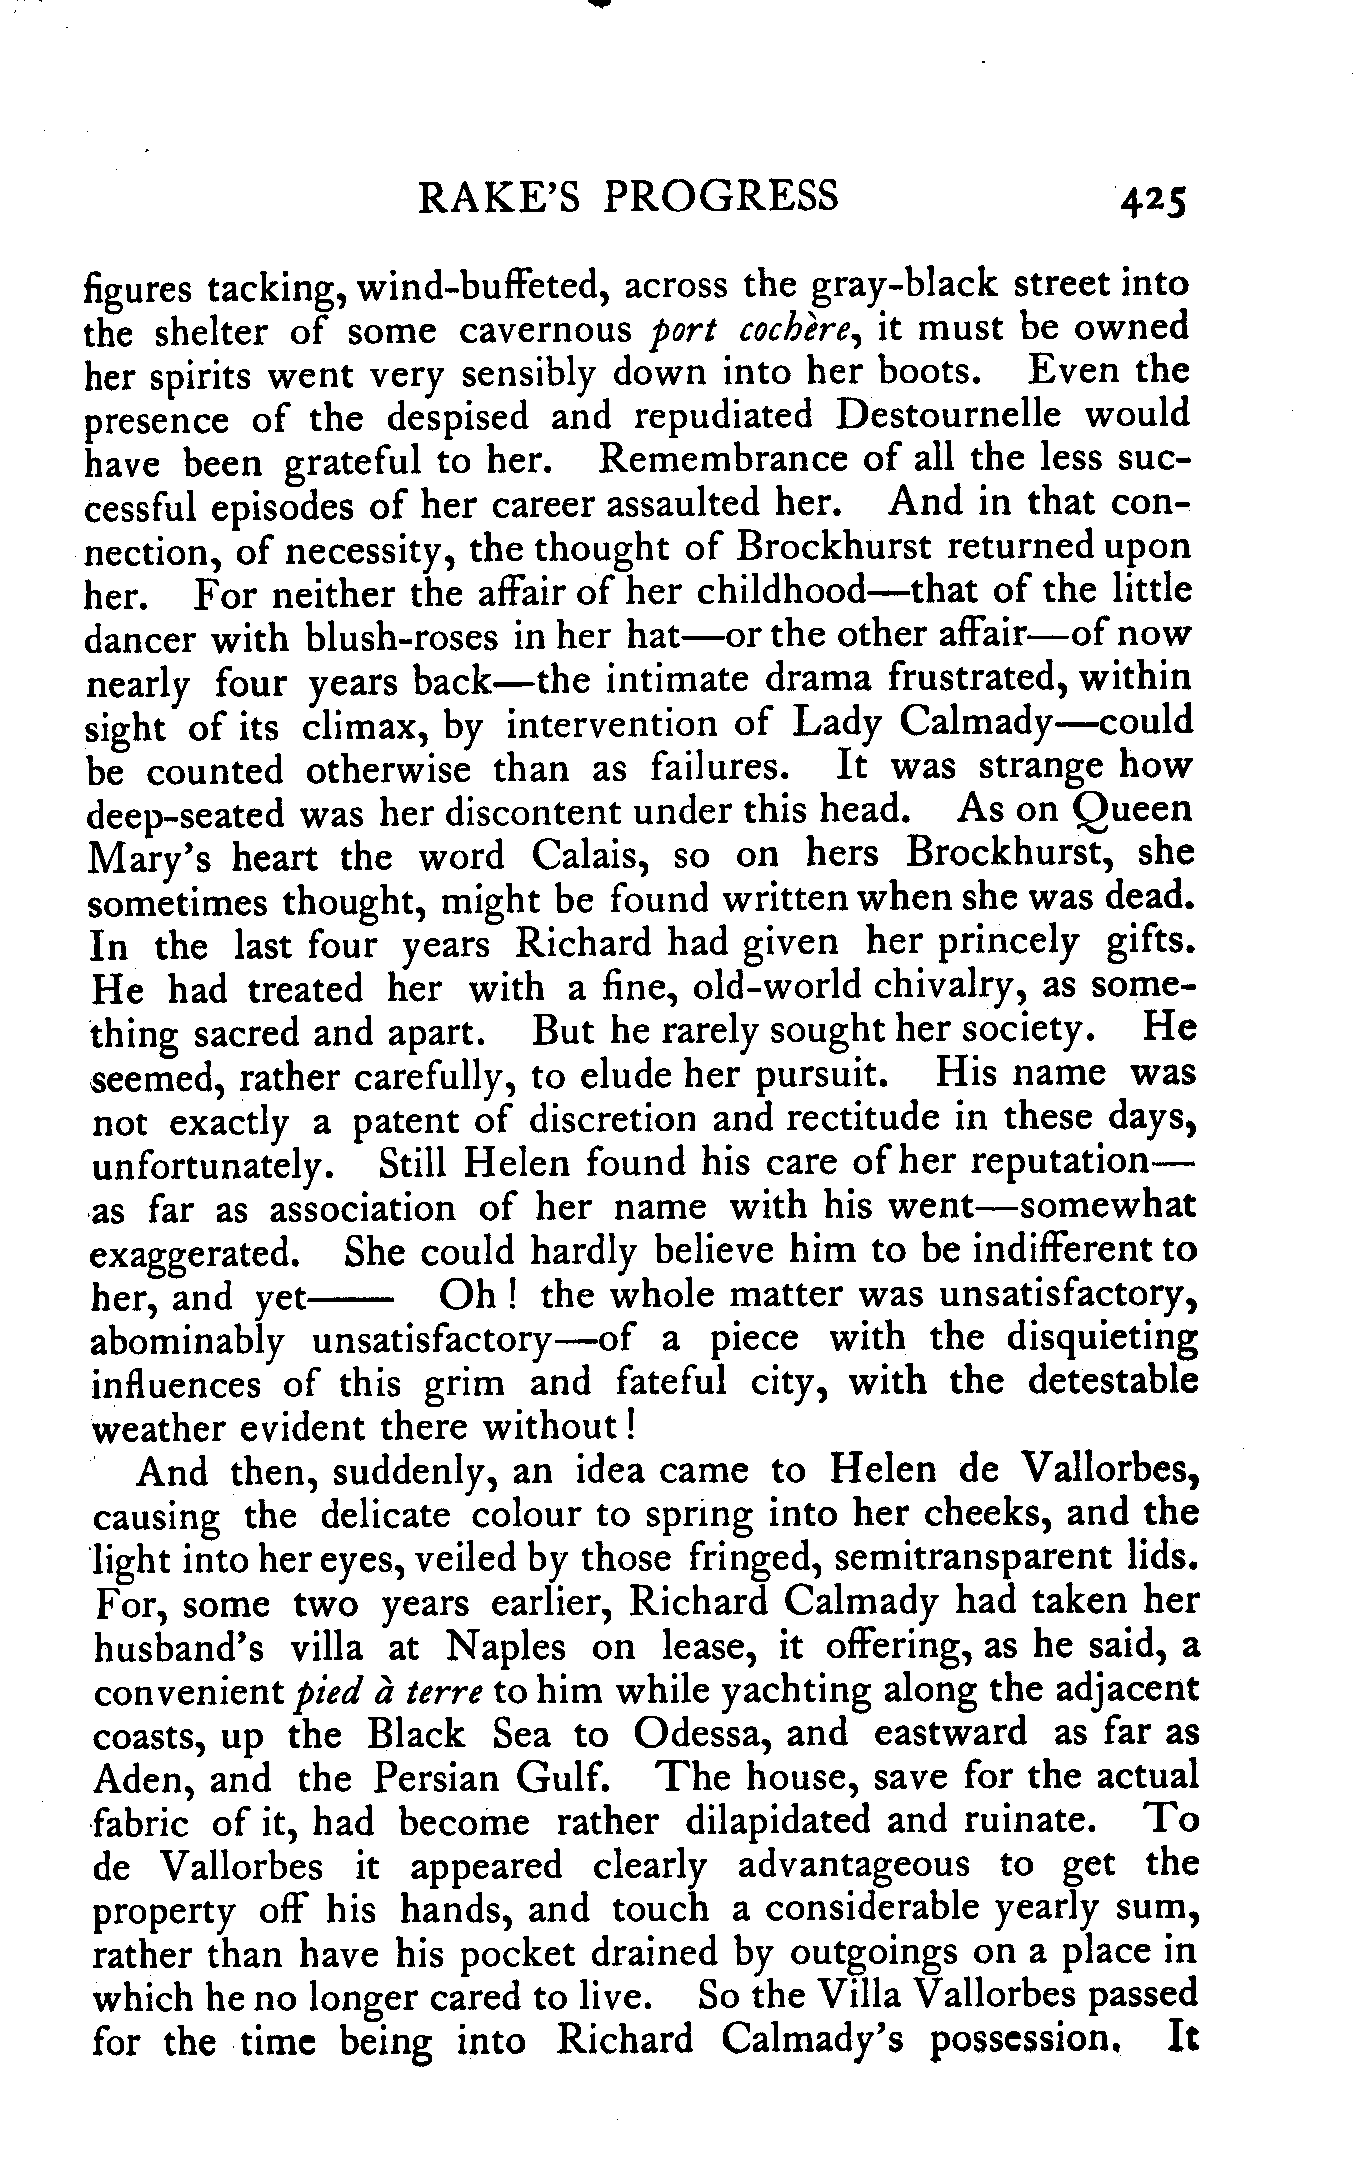 RAKE'S PROGRESS 425
figures tacking, wind-buffeted, across the gray-black street into
the shelter of some cavernous port cochère, it must be owned
her spirits went very sensibly down into her boots. Even the
presence of the despised and repudiated Destournelle would
have been grateful to her. Remembrance of all the less suc-
cessful episodes of her career assaulted her. And in that con-
nection, of necessity, the thought of Brockhurst returned upon
her. For neither the affair of her childhood—that of the little
dancer with blush-roses in her hat—or the other affair—of now
nearly four years back—the intimate drama frustrated, within
sight of its climax, by intervention of Lady Calmady—could
be counted otherwise than as failures. It was strange how
deep-seated was her discontent under this head. As on Queen
Mary's heart the word Calais, so on hers Brockhurst, she
sometimes thought, might be found written when she was dead.
In the last four years Richard had given her princely gifts.
He had treated her with a fine, old-world chivalry, as some-
thing sacred and apart. But he rarely sought her society. He
seemed, rather carefully, to elude her pursuit. His name was
not exactly a patent of discretion and rectitude in these days,
unfortunately. Still Helen found his care of her reputation—
as far as association of her name with his went—somewhat
exaggerated. She could hardly believe him to be indifferent to
her, and yet—— Oh! the whole matter was unsatisfactory,
abominably unsatisfactory—of a piece with the disquieting
influences of this grim and fateful city, with the detestable
weather evident there without!
And then, suddenly, an idea came to Helen de Vallorbes,
causing the delicate colour to spring into her cheeks, and the
light into her eyes, veiled by those fringed, semitransparent lids.
For, some two years earlier, Richard Calmady had taken her
husband's villa at Naples on lease, it offering, as he said, a
convenient pied à terre to him while yachting along the adjacent
coasts, up the Black Sea to Odessa, and eastward as far as
Aden, and the Persian Gulf. The house, save for the actual
fabric of it, had become rather dilapidated and ruinate. To
de Vallorbes it appeared clearly advantageous to get the
property off his hands, and touch a considerable yearly sum,
rather than have his pocket drained by outgoings on a place in
which he no longer cared to live. So the Villa Vallorbes passed
for the time being into Richard Calmady's possession. It